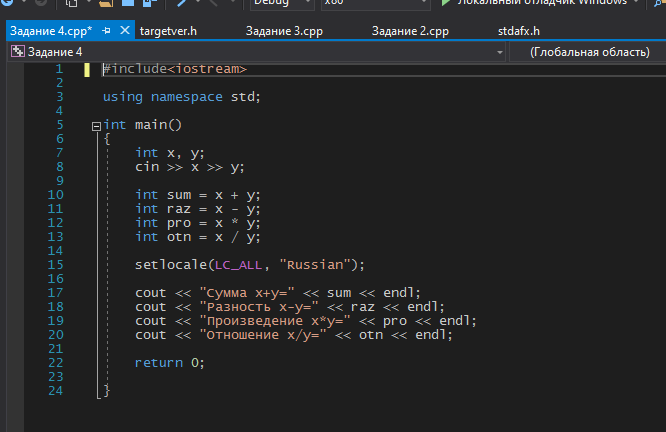 Debug x86 Локальный отладчик Windows
Задание 4.cpp* targetver.h Задание 3.cpp Задание 2.cpp stdafx.h
Задание 4 (Глобальная область)
1 #include<iostream>
2
3 using namespace std;
4
5 int main()
6 {
7 int x, y;
8 cin >> x >> y;
9
10 int sum = x + y;
11 int raz = x - y;
12 int pro = x * y;
13 int otn = x / y;
14
15 setlocale(LC_ALL, "Russian");
16
17 cout << "Сумма x+y=" << sum << endl;
18 cout << "Разность x-y=" << raz << endl;
19 cout << "Произведение x*y=" << pro << endl;
20 cout << "Отношение x/y=" << otn << endl;
21
22 return 0;
23
24 }